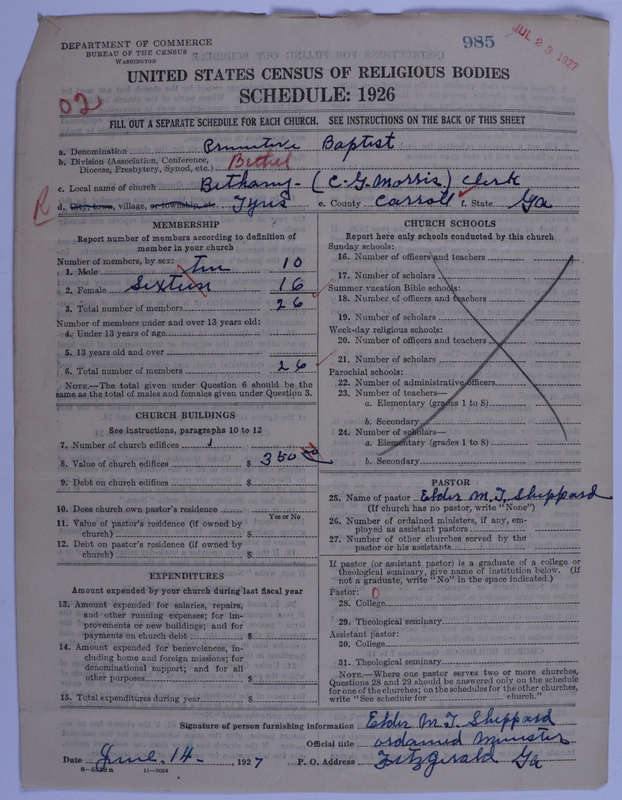 DEPARTMENT OF COMMERCE
BUREAU OF THE CENSUS
WASHINGTON
985
JUL 23 1927
UNITED STATES CENSUS OF RELIGIOUS BODIES
SCHEDULE: 1926
02
FILL OUT A SEPARATE SCHEDULE FOR EACH CHURCH. SEE INSTRUCTIONS ON THE BACK OF THIS SHEET
a. Denomination Primitive Baptist
b. Division (Association, Conference, Diocese, Presbytery, Synod, etc.) Bethel
c. Local name of church Bethany - (C. G. Morris) Clerk
R
d. City, town, village, or township, etc. Tyus e. County Carroll f. State Ga
MEMBERSHIP
Report number of members according to definition of
member in your church
Number of members, by sex:
1. Male Ten 10
2. Female Sixteen 16
3. Total number of members 26
Number of members under and over 13 years old:
4. Under 13 years of age
5. 13 years old and over
6. Total number of members 26
NOTE.—The total given under Question 6 should be the
same as the total of males and females given under Question 3.
CHURCH BUILDINGS
See instructions, paragraphs 10 to 12
7. Number of church edifices 1
8. Value of church edifices $ 350
9. Debt on church edifices $
10. Does church own pastor's residence
Yes or No
11. Value of pastor's residence (if owned by
church) $
12. Debt on pastor's residence (if owned by
church) $
EXPENDITURES
Amount expended by your church during last fiscal year
13. Amount expended for salaries, repairs,
and other running expenses; for im-
provements or new buildings; and for
payments on church debt $
14. Amount expended for benevolences, in-
cluding home and foreign missions; for
denominational support; and for all
other purposes $
15. Total expenditures during year $
CHURCH SCHOOLS
Report here only schools conducted by this church
Sunday schools:
16. Number of officers and teachers
17. Number of scholars
Summer vacation Bible schools:
18. Number of officers and teachers
19. Number of scholars
Week-day religious schools:
20. Number of officers and teachers
21. Number of scholars
Parochial schools:
22. Number of administrative officers
23. Number of teachers—
a. Elementary (grades 1 to 8)
b. Secondary
24. Number of scholars—
a. Elementary (grades 1 to 8)
b. Secondary
PASTOR
25. Name of pastor Elder M. T. Sheppard
(If church has no pastor, write "None")
26. Number of ordained ministers, if any, em-
ployed as assistant pastors
27. Number of other churches served by the
pastor or his assistants
If pastor (or assistant pastor) is a graduate of a college or
theological seminary, give name of institution below. (If
not a graduate, write "No" in the space indicated.)
Pastor: 0
28. College
29. Theological seminary
Assistant pastor:
30. College
31. Theological seminary
NOTE.—Where one pastor serves two or more churches,
Questions 28 and 29 should be answered only on the schedule
for one of the churches; on the schedules for the other churches,
write "See schedule for church."
Signature of person furnishing information Elder M. T. Sheppard
Official title ordained Minister
Date June 14 - , 1927 P. O. Address Fitzgerald Ga
8—5538a 11—9054